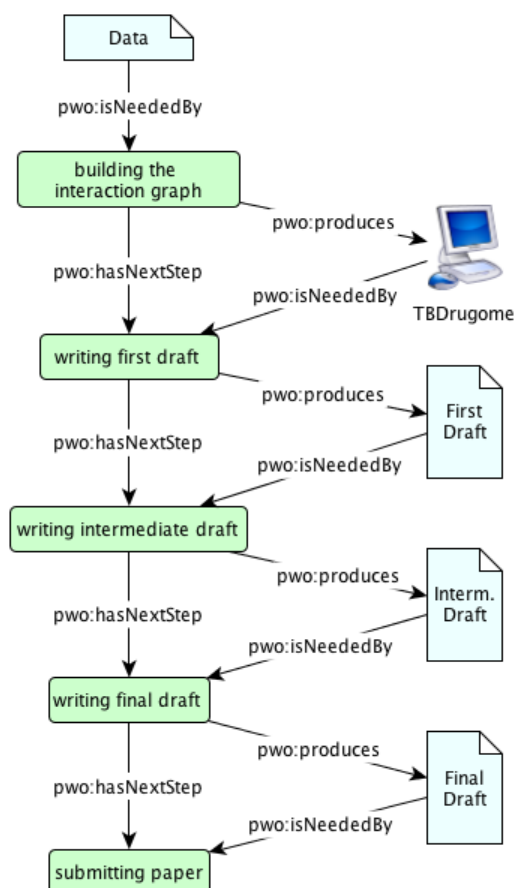 Data
pwo:isNeededBy
building the
interaction graph
pwo:produces
pwo:hasNextStep
pwo:isNeededBy
TBDrugome
writing first draft
pwo:produces
First
Draft
pwo:hasNextStep
pwo:isNeededBy
writing intermediate draft
pwo:produces
Interm.
Draft
pwo:hasNextStep
pwo:isNeededBy
writing final draft
pwo:produces
Final
Draft
pwo:hasNextStep
pwo:isNeededBy
submitting paper